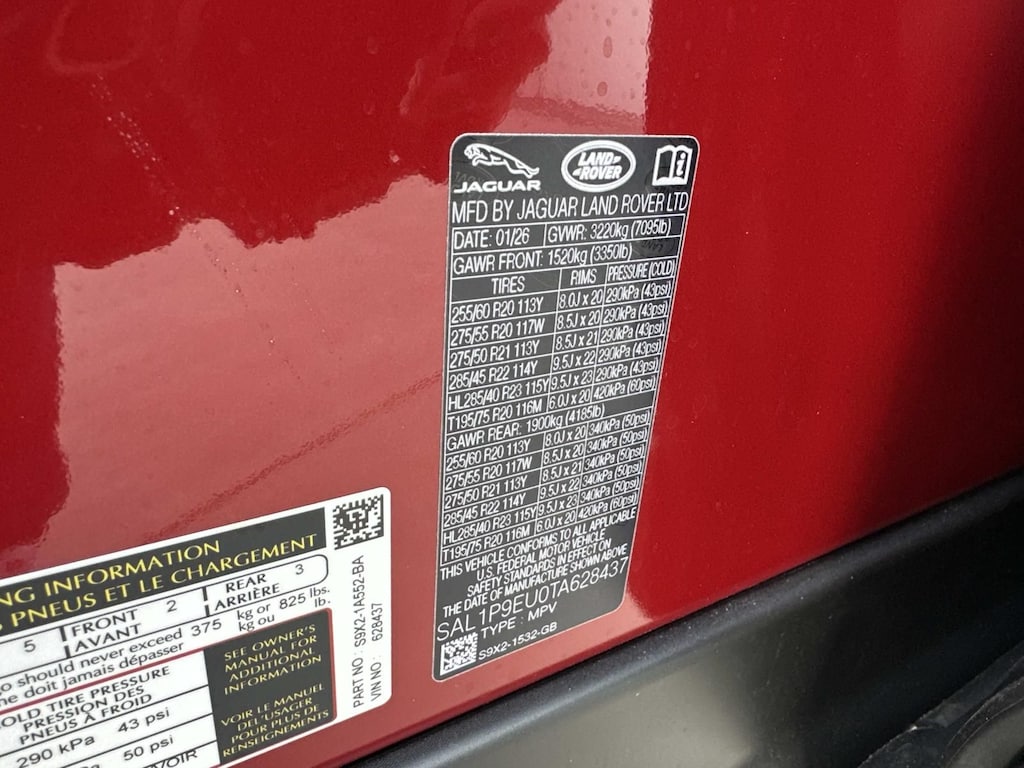 JAGUAR
LAND ROVER
MFD BY JAGUAR LAND ROVER LTD
DATE: 01/26 GVWR: 3220kg (7095lb)
GAWR FRONT: 1520kg (3350lb)
TIRES RIMS PRESSURE (COLD)
255/60 R20 113Y 8.0J x 20 290kPa (43psi)
275/55 R20 117W 8.5J x 20 290kPa (43psi)
275/50 R21 113Y 8.5J x 21 290kPa (43psi)
285/45 R22 114Y 9.5J x 22 290kPa (43psi)
HL285/40 R23 115Y 9.5J x 23 290kPa (43psi)
T195/75 R20 116M 6.0J x 20 420kPa (60psi)
GAWR REAR: 1900kg (4185lb)
255/60 R20 113Y 8.0J x 20 340kPa (50psi)
275/55 R20 117W 8.5J x 20 340kPa (50psi)
275/50 R21 113Y 8.5J x 21 340kPa (50psi)
285/45 R22 114Y 9.5J x 22 340kPa (50psi)
HL285/40 R23 115Y 9.5J x 23 340kPa (50psi)
T195/75 R20 116M 6.0J x 20 420kPa (60psi)
THIS VEHICLE CONFORMS TO ALL APPLICABLE
U.S. FEDERAL MOTOR VEHICLE
SAFETY STANDARDS IN EFFECT ON
THE DATE OF MANUFACTURE SHOWN ABOVE
SAL1P9EU0TA628437
TYPE: MPV
S9X2-1532-GB
NG INFORMATION
PNEUS ET LE CHARGEMENT
5 FRONT 2 REAR 3
AVANT ARRIÈRE
should never exceed 375 kg or 825 lbs.
ne doit jamais dépasser kg ou lb.
OLD TIRE PRESSURE
PRESSION DES
PNEUS À FROID
290 kPa 43 psi
50 psi
SEE OWNER'S
MANUAL FOR
ADDITIONAL
INFORMATION
VOIR LE MANUEL
DE L'USAGER
POUR PLUS DE
RENSEIGNEMENTS
PART NO: S9X2-1A552-BA
VIN NO: 628437